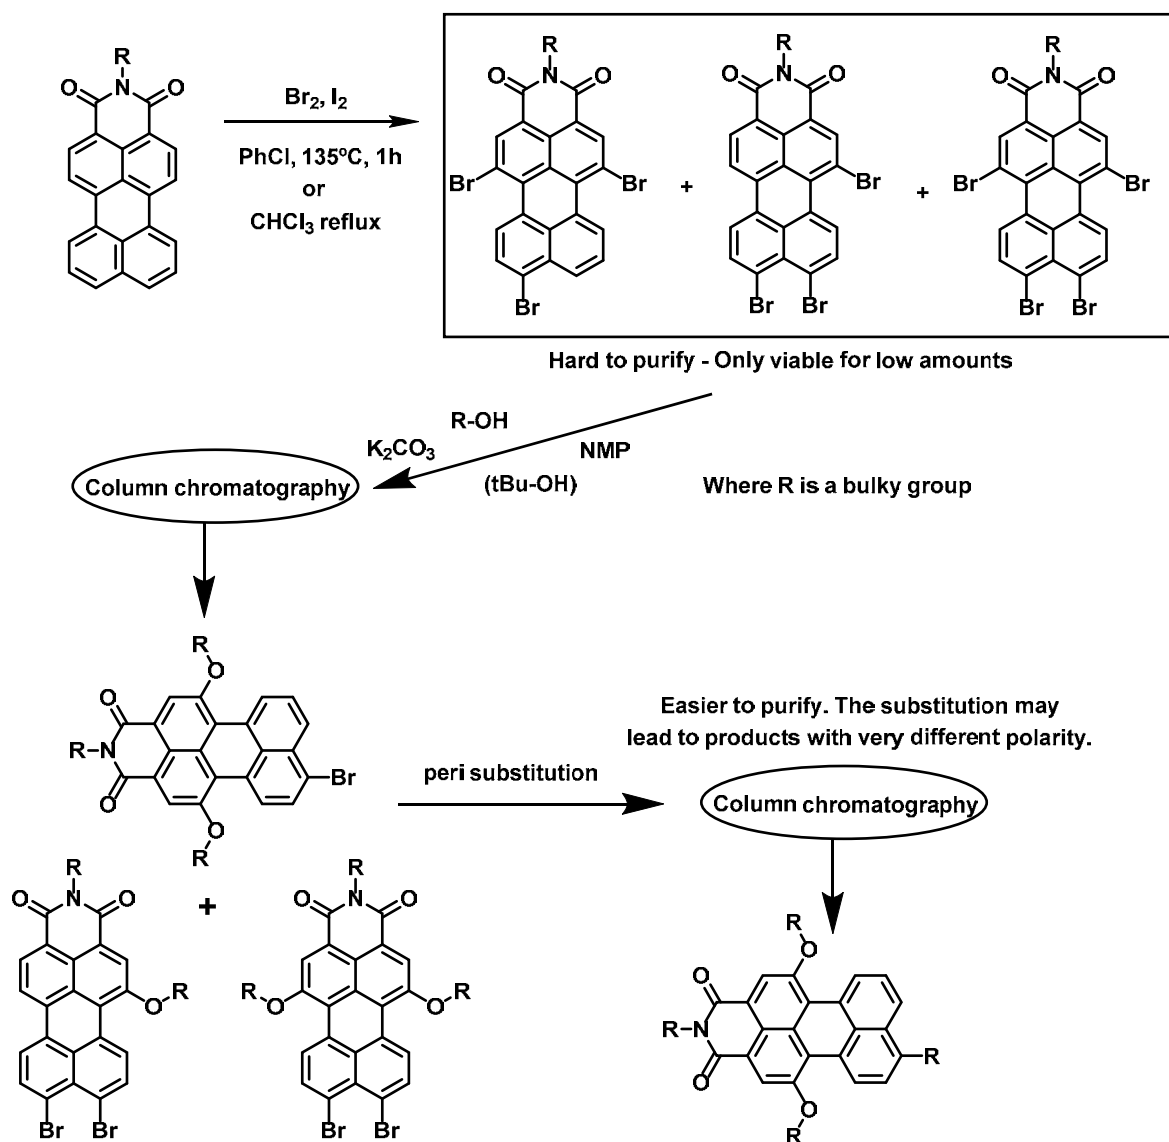 R
O N O
Br2, I2
PhCl, 135ºC, 1h
or
CHCl3 reflux
R
O N O
Br Br
Br
+
R
O N O
Br
Br Br
+
R
O N O
Br Br
Br Br
Hard to purify - Only viable for low amounts
R-OH
K2CO3 NMP
(tBu-OH)
Column chromatography
Where R is a bulky group
R
O
O
R N
Br
O
O
R
peri substitution
Easier to purify. The substitution may
lead to products with very different polarity.
Column chromatography
R
O N O
R
O
Br Br
+
R
O N O
R R
O O
Br Br
R
O
O
R N
R
O
O
R